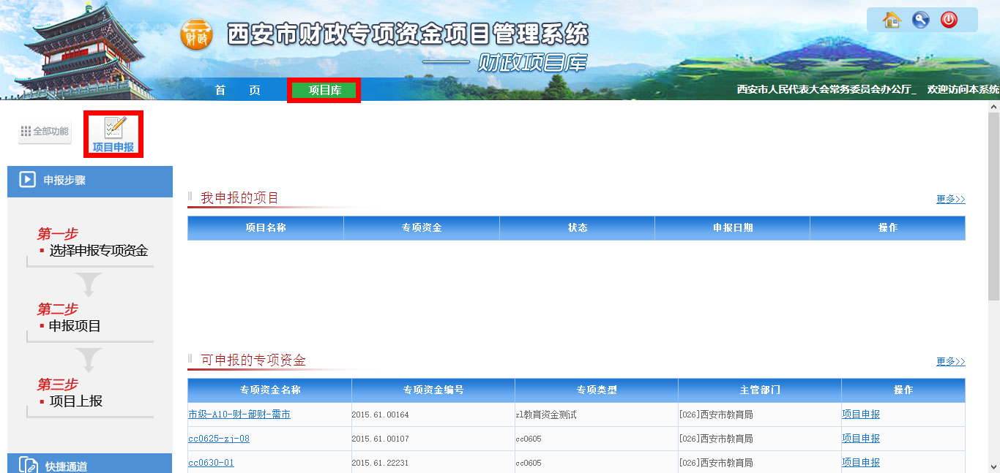 财政
西安市财政专项资金项目管理系统
——财政项目库
首 页 项目库 西安市人民代表大会常务委员会办公厅_ 欢迎访问本系统
全部功能
项目申报
申报步骤
第一步
选择申报专项资金
第二步
申报项目
第三步
项目上报
快捷通道
我申报的项目 更多>>
项目名称 专项资金 状态 申报日期 操作
可申报的专项资金 更多>>
专项资金名称 专项资金编号 专项类型 主管部门 操作
市级-A10-财-部财-需市 2015.61.00164 zl教育资金测试 [026]西安市教育局 项目申报
cc0625-zj-08 2015.61.00107 cc0605 [026]西安市教育局 项目申报
cc0630-01 2015.61.22231 cc0605 [026]西安市教育局 项目申报